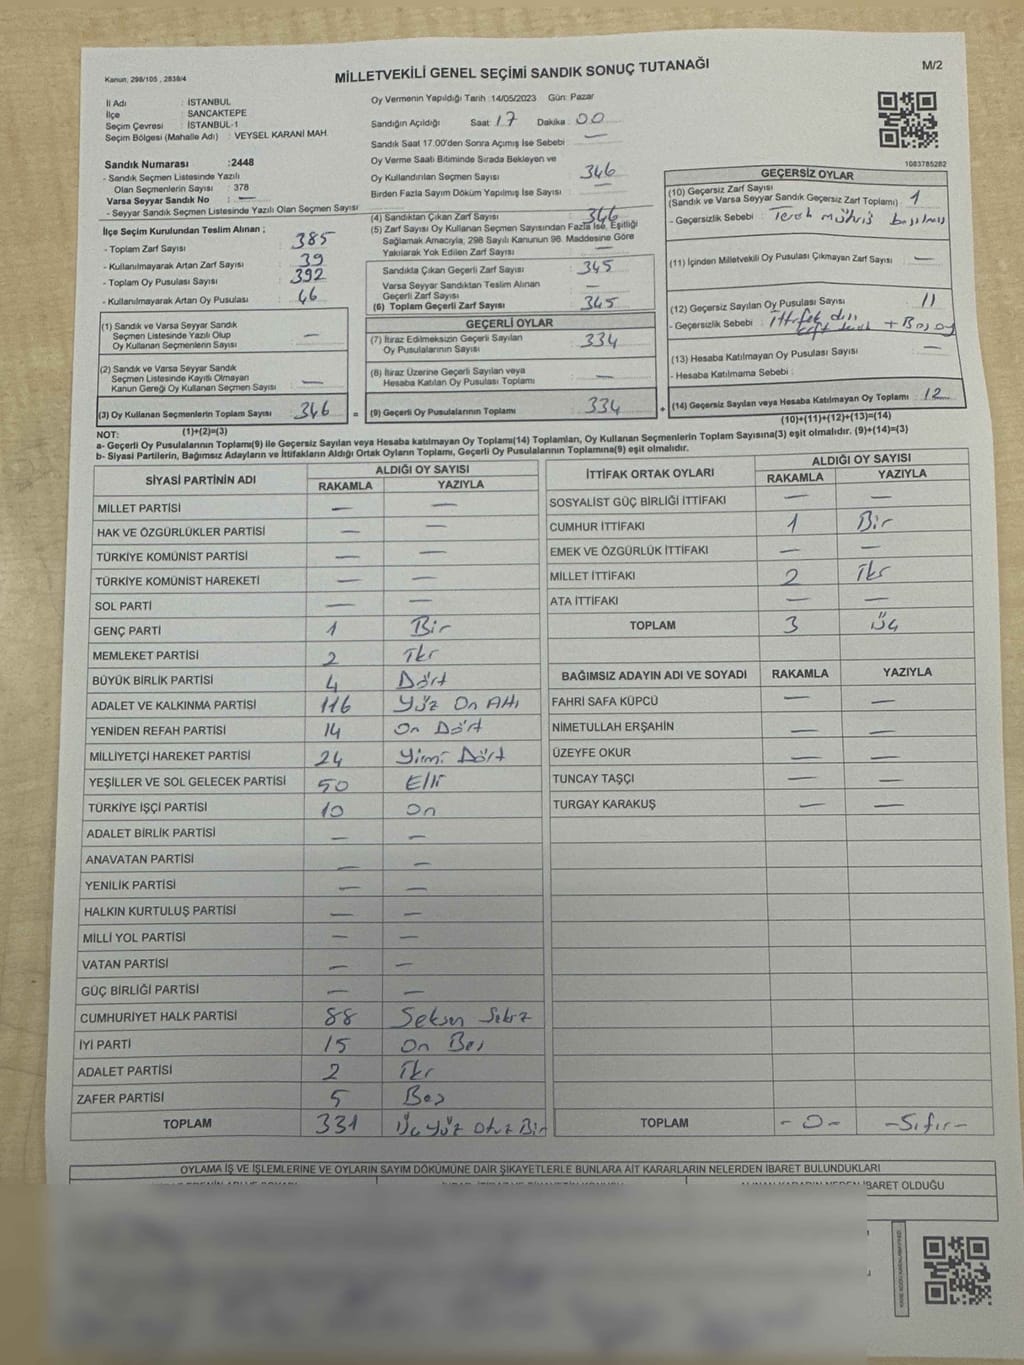 Kanun: 298/105 , 2839/4
MİLLETVEKİLİ GENEL SEÇİMİ SANDIK SONUÇ TUTANAĞI
M/2
İl Adı : İSTANBUL
İlçe : SANCAKTEPE
Seçim Çevresi : İSTANBUL-1
Seçim Bölgesi (Mahalle Adı) : VEYSEL KARANİ MAH.
Sandık Numarası :2448
- Sandık Seçmen Listesinde Yazılı
Olan Seçmenlerin Sayısı : 378
Varsa Seyyar Sandık No : —
- Seyyar Sandık Seçmen Listesinde Yazılı Olan Seçmen Sayısı
İlçe Seçim Kurulundan Teslim Alınan ;
- Toplam Zarf Sayısı : 385
- Kullanılmayarak Artan Zarf Sayısı : 39
- Toplam Oy Pusulası Sayısı : 392
- Kullanılmayarak Artan Oy Pusulası : 46
Oy Vermenin Yapıldığı Tarih :14/05/2023 Gün: Pazar
Sandığın Açıldığı Saat : 17 Dakika : 00
Sandık Saat 17.00'den Sonra Açımış İse Sebebi —
Oy Verme Saati Bitiminde Sırada Bekleyen ve
Oy Kullandırılan Seçmen Sayısı : 346
Birden Fazla Sayım Döküm Yapılmış İse Sayısı : —
(4) Sandıktan Çıkan Zarf Sayısı : 346
(5) Zarf Sayısı Oy Kullanan Seçmen Sayısından Fazla İse, Eşitliği
Sağlamak Amacıyla, 298 Sayılı Kanunun 98. Maddesine Göre
Yakılarak Yok Edilen Zarf Sayısı : —
Sandıkta Çıkan Geçerli Zarf Sayısı : 345
Varsa Seyyar Sandıktan Teslim Alınan
Geçerli Zarf Sayısı : —
(6) Toplam Geçerli Zarf Sayısı : 345
1083785282
GEÇERSİZ OYLAR
(10) Geçersiz Zarf Sayısı
(Sandık ve Varsa Seyyar Sandık Geçersiz Zarf Toplamı) : 1
- Geçersizlik Sebebi : Tercih Mührü basılmış
(11) İçinden Milletvekili Oy Pusulası Çıkmayan Zarf Sayısı : —
(12) Geçersiz Sayılan Oy Pusulası Sayısı : 11
- Geçersizlik Sebebi : İttifak dışı + Boş oy
(13) Hesaba Katılmayan Oy Pusulası Sayısı : —
- Hesaba Katılmama Sebebi :
(14) Geçersiz Sayılan veya Hesaba Katılmayan Oy Toplamı : 12
(10)+(11)+(12)+(13)=(14)
(1) Sandık ve Varsa Seyyar Sandık
Seçmen Listesinde Yazılı Olup
Oy Kullanan Seçmenlerin Sayısı : —
(2) Sandık ve Varsa Seyyar Sandık
Seçmen Listesinde Kayıtlı Olmayan
Kanun Gereği Oy Kullanan Seçmen Sayısı : —
(3) Oy Kullanan Seçmenlerin Toplam Sayısı : 346 =
(1)+(2)=(3)
GEÇERLİ OYLAR
(7) İtiraz Edilmeksizin Geçerli Sayılan
Oy Pusulalarının Sayısı : 334
(8) İtiraz Üzerine Geçerli Sayılan veya
Hesaba Katılan Oy Pusulası Toplamı : —
(9) Geçerli Oy Pusulalarının Toplamı : 334 +
NOT:
a- Geçerli Oy Pusulalarının Toplamı(9) ile Geçersiz Sayılan veya Hesaba katılmayan Oy Toplamı(14) Toplamları, Oy Kullanan Seçmenlerin Toplam Sayısına(3) eşit olmalıdır. (9)+(14)=(3)
b- Siyasi Partilerin, Bağımsız Adayların ve İttifakların Aldığı Ortak Oyların Toplamı, Geçerli Oy Pusulalarının Toplamına(9) eşit olmalıdır.
SİYASİ PARTİNİN ADI ALDIĞI OY SAYISI
RAKAMLA YAZIYLA
MİLLET PARTİSİ — —
HAK VE ÖZGÜRLÜKLER PARTİSİ — —
TÜRKİYE KOMÜNİST PARTİSİ — —
TÜRKİYE KOMÜNİST HAREKETİ — —
SOL PARTİ — —
GENÇ PARTİ 1 Bir
MEMLEKET PARTİSİ 2 İki
BÜYÜK BİRLİK PARTİSİ 4 Dört
ADALET VE KALKINMA PARTİSİ 116 Yüz On Altı
YENİDEN REFAH PARTİSİ 14 On Dört
MİLLİYETÇİ HAREKET PARTİSİ 24 Yirmi Dört
YEŞİLLER VE SOL GELECEK PARTİSİ 50 Elli
TÜRKİYE İŞÇİ PARTİSİ 10 On
ADALET BİRLİK PARTİSİ — —
ANAVATAN PARTİSİ — —
YENİLİK PARTİSİ — —
HALKIN KURTULUŞ PARTİSİ — —
MİLLİ YOL PARTİSİ — —
VATAN PARTİSİ — —
GÜÇ BİRLİĞİ PARTİSİ — —
CUMHURİYET HALK PARTİSİ 88 Seksen Sekiz
İYİ PARTİ 15 On Beş
ADALET PARTİSİ 2 İki
ZAFER PARTİSİ 5 Beş
TOPLAM 331 Üç Yüz Otuz Bir
İTTİFAK ORTAK OYLARI ALDIĞI OY SAYISI
RAKAMLA YAZIYLA
SOSYALİST GÜÇ BİRLİĞİ İTTİFAKI — —
CUMHUR İTTİFAKI 1 Bir
EMEK VE ÖZGÜRLÜK İTTİFAKI — —
MİLLET İTTİFAKI 2 İki
ATA İTTİFAKI — —
TOPLAM 3 Üç
BAĞIMSIZ ADAYIN ADI VE SOYADI RAKAMLA YAZIYLA
FAHRİ SAFA KÜPCÜ — —
NİMETULLAH ERŞAHİN — —
ÜZEYFE OKUR — —
TUNCAY TAŞÇI — —
TURGAY KARAKUŞ — —
TOPLAM -0- -Sıfır-
OYLAMA İŞ VE İŞLEMLERİNE VE OYLARIN SAYIM DÖKÜMÜNE DAİR ŞİKAYETLERLE BUNLARA AİT KARARLARIN NELERDEN İBARET BULUNDUKLARI
İBARET OLDUĞU